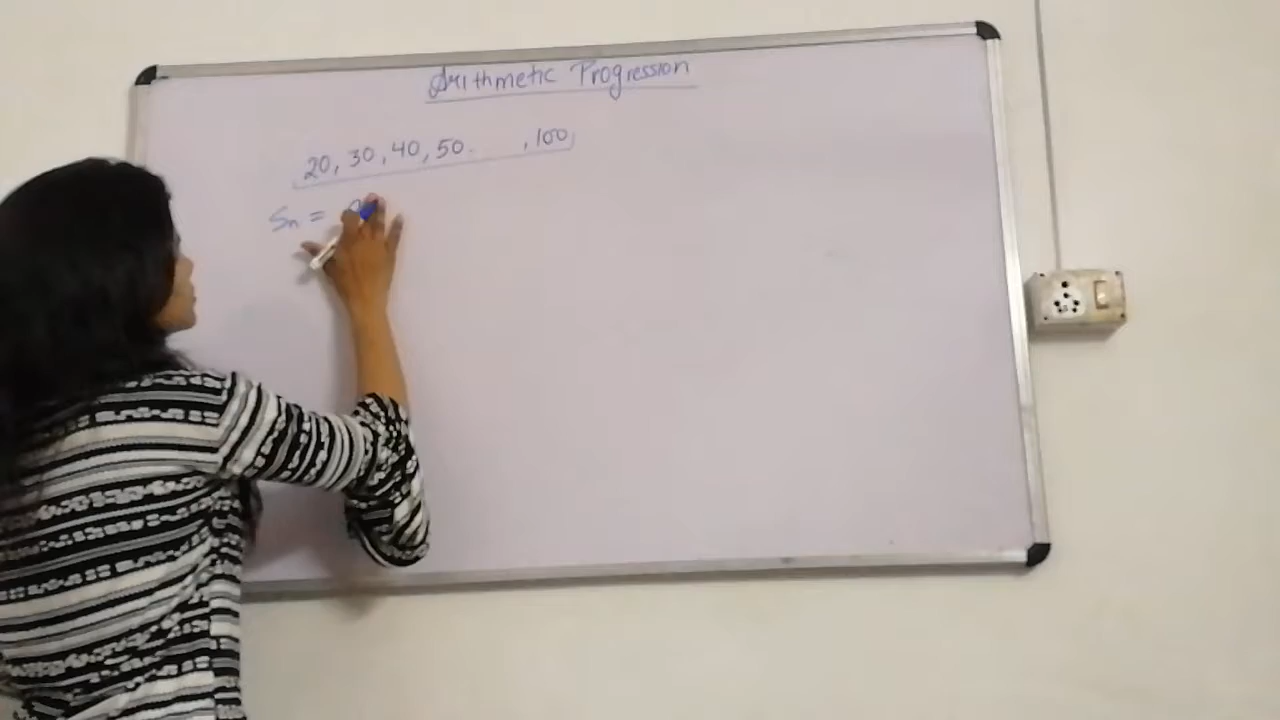 Arithmetic Progression
20, 30, 40, 50. ,100,
Sn =